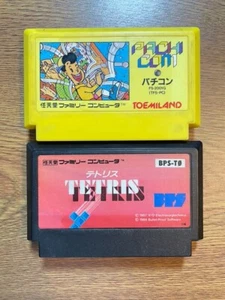 PACHI
COM
パチコン
TOEMILAND
任天堂 ファミリー コンピュータ
任天堂 ファミリー コンピュータ
BPS-T0
テトリス
TETRIS
BPS